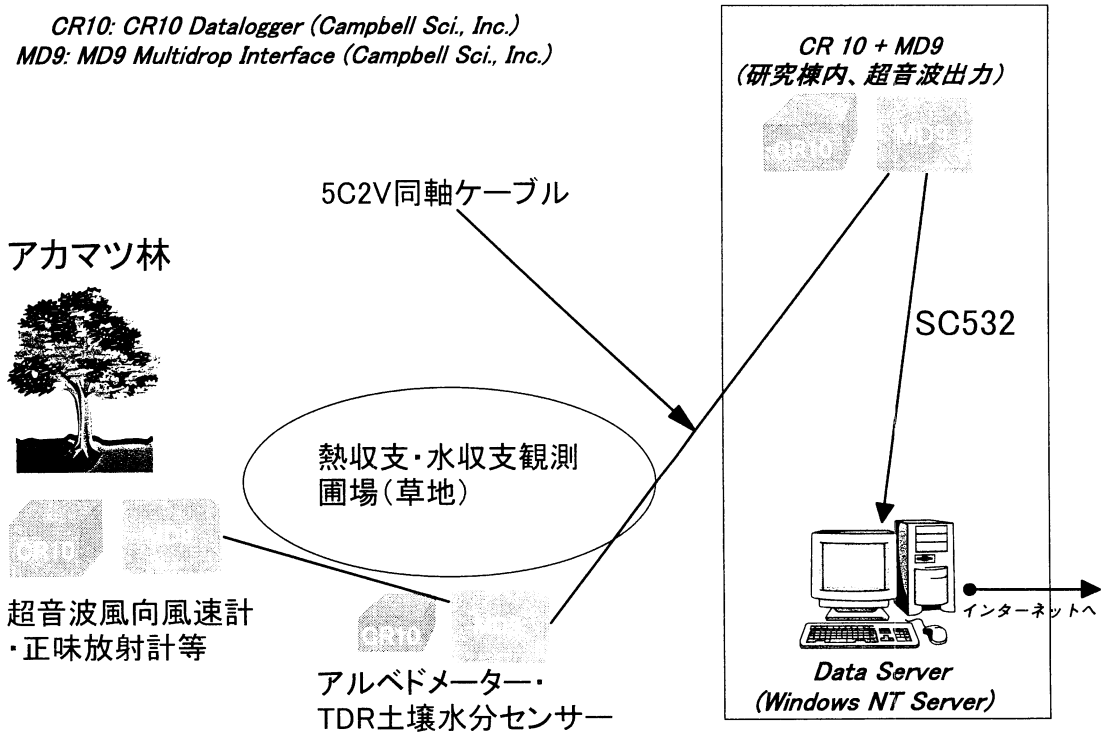 CR10: CR10 Datalogger (Campbell Sci., Inc.)
MD9: MD9 Multidrop Interface (Campbell Sci., Inc.)
CR 10 + MD9
(研究棟内、超音波出力)
CR10
MD9
5C2V同軸ケーブル
アカマツ林
SC532
熱収支・水収支観測
圃場(草地)
CR10
MD9
超音波風向風速計
・正味放射計等
CR10
MD9
アルベドメーター・
TDR土壌水分センサー
インターネットへ
Data Server
(Windows NT Server)